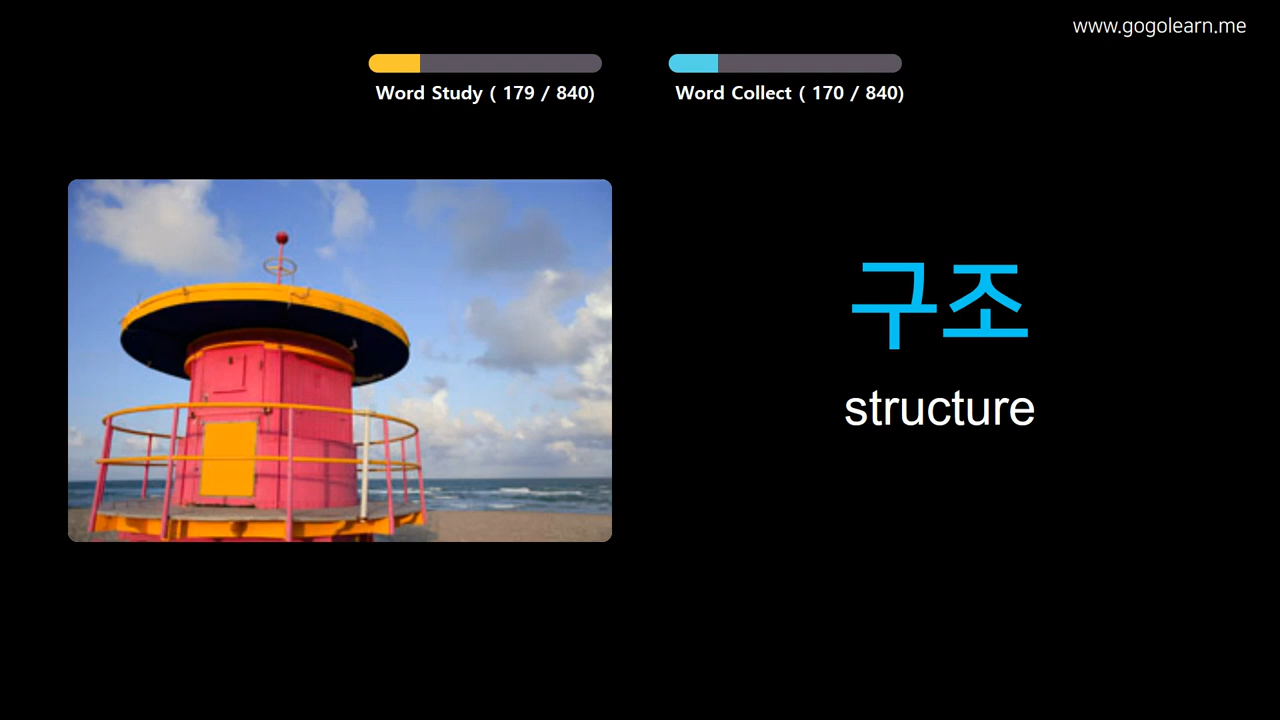 www.gogolearn.me
Word Study ( 179 / 840)
Word Collect ( 170 / 840)
구조
structure